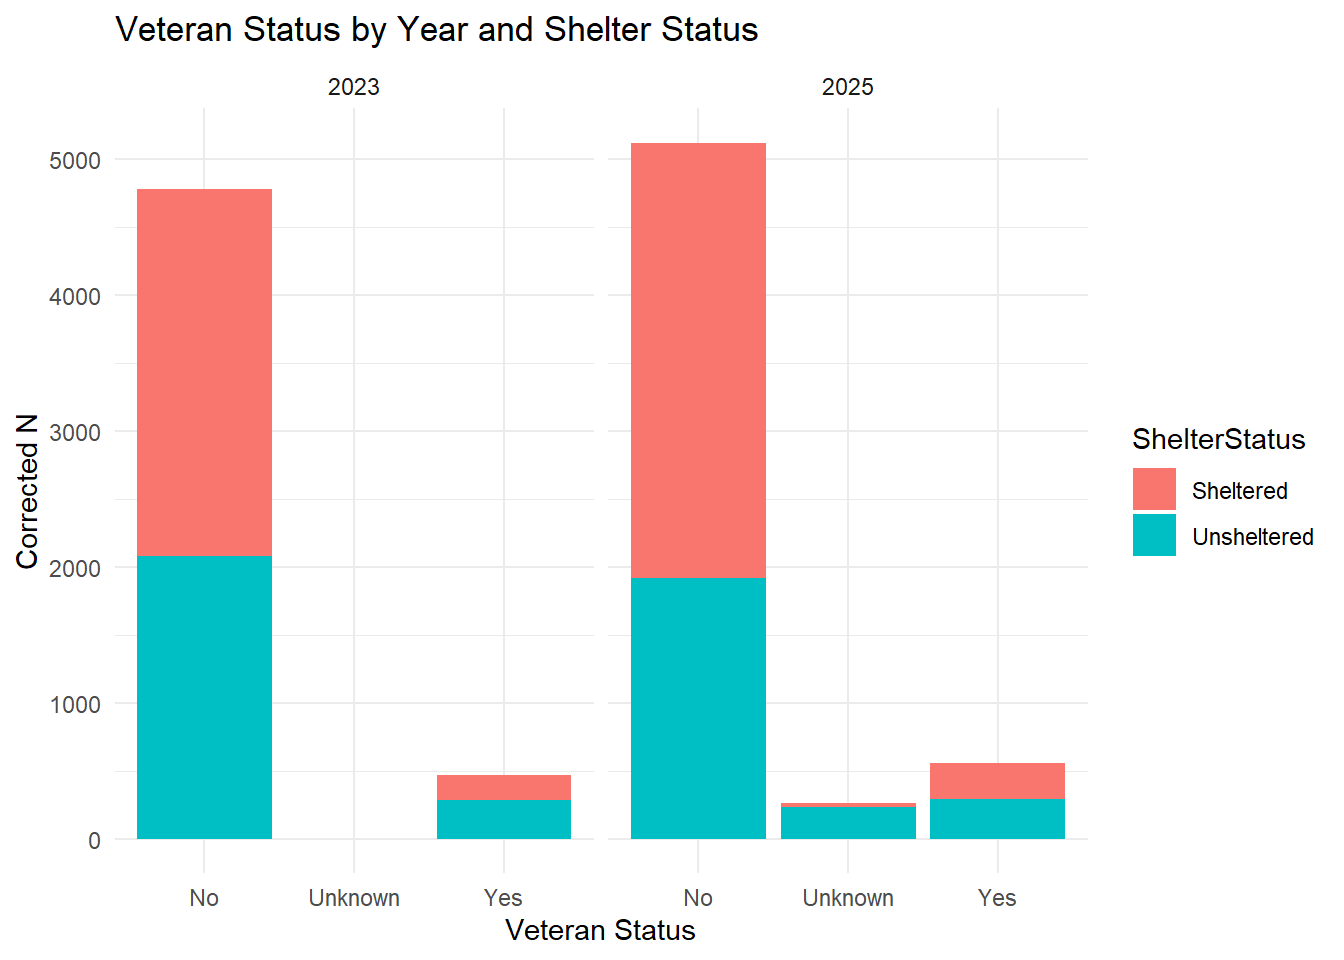 Veteran Status by Year and Shelter Status
2023 2025
5000
4000
3000
2000
1000
0
Corrected N
No Unknown Yes No Unknown Yes
Veteran Status
ShelterStatus
Sheltered
Unsheltered